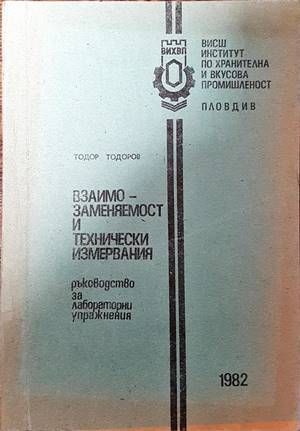 ВИХВП
ВИСШ
ИНСТИТУТ
ПО ХРАНИТЕЛНА
И ВКУСОВА
ПРОМИШЛЕНОСТ
ПЛОВДИВ
ТОДОР ТОДОРОВ
ВЗАИМО -
ЗАМЕНЯЕМОСТ
И
ТЕХНИЧЕСКИ
ИЗМЕРВАНИЯ
ръководство
за
лабораторни
упражнения
1982